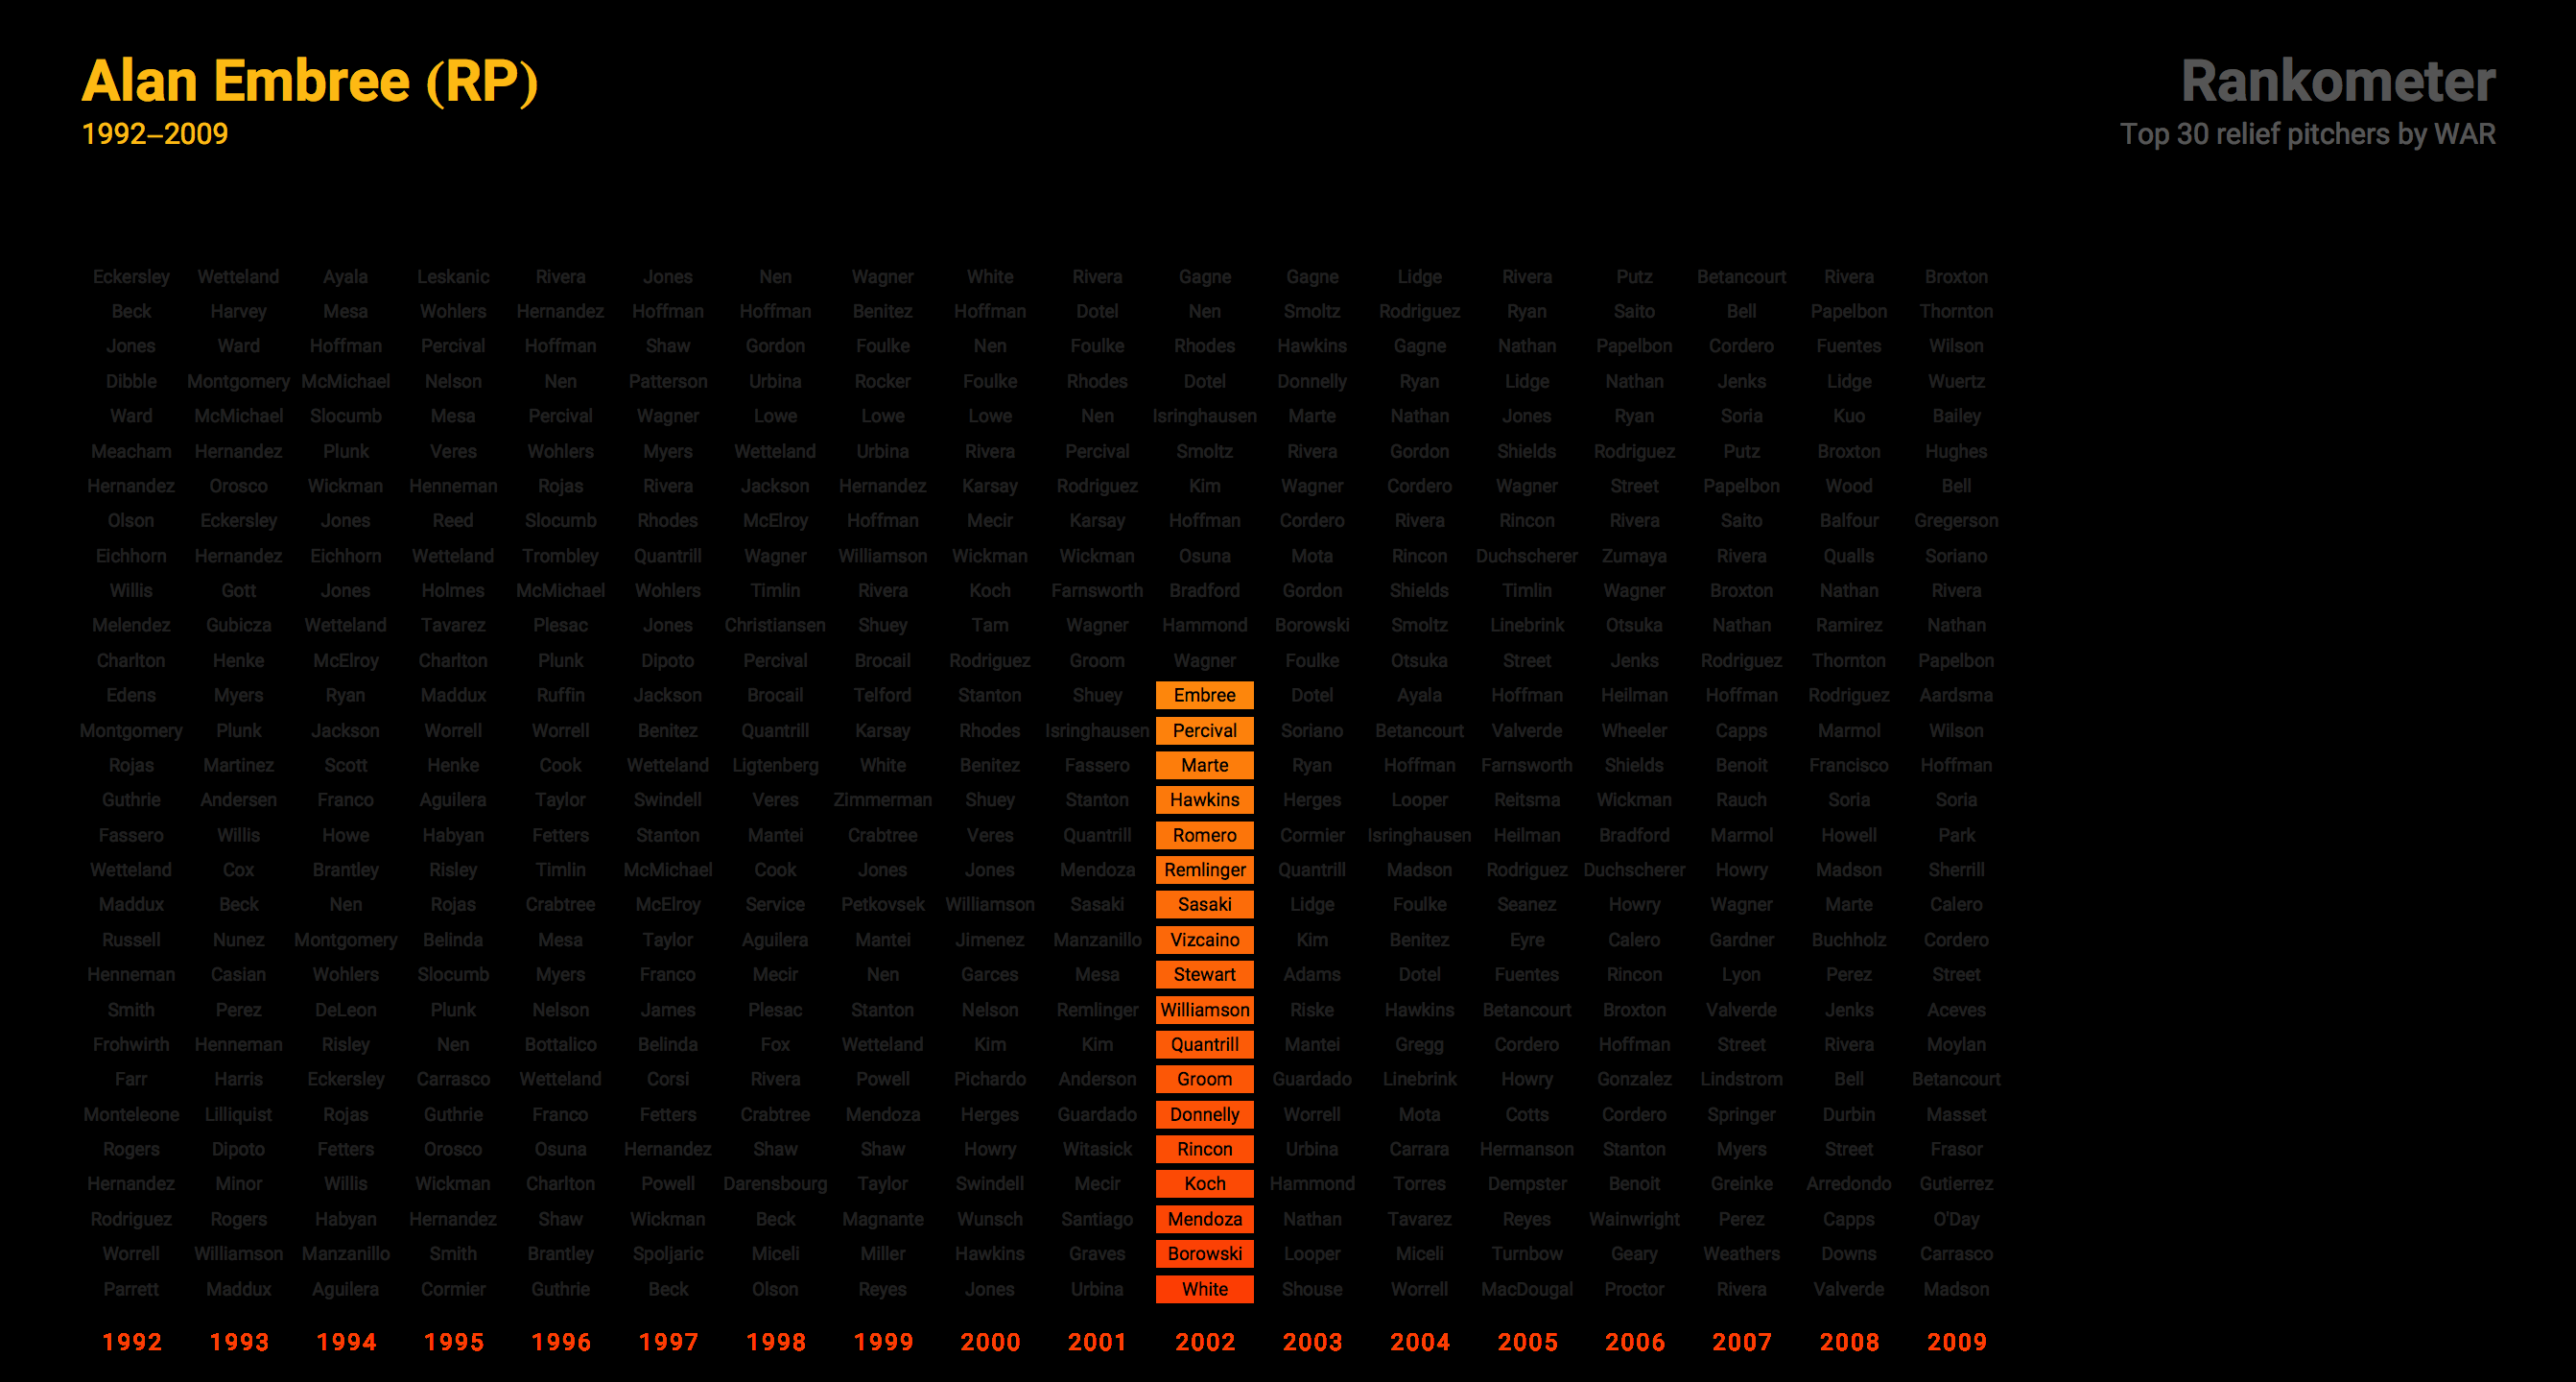 Alan Embree (RP)
1992–2009
Rankometer
Top 30 relief pitchers by WAR
Eckersley Wetteland Ayala Leskanic Rivera Jones Nen Wagner White Rivera Gagne Gagne Lidge Rivera Putz Betancourt Rivera Broxton
Beck Harvey Mesa Wohlers Hernandez Hoffman Hoffman Benitez Hoffman Dotel Nen Smoltz Rodriguez Ryan Saito Bell Papelbon Thornton
Jones Ward Hoffman Percival Hoffman Shaw Gordon Foulke Nen Foulke Rhodes Hawkins Gagne Nathan Papelbon Cordero Fuentes Wilson
Dibble Montgomery McMichael Nelson Nen Patterson Urbina Rocker Foulke Rhodes Dotel Donnelly Ryan Lidge Nathan Jenks Lidge Wuertz
Ward McMichael Slocumb Mesa Percival Wagner Lowe Lowe Lowe Nen Isringhausen Marte Nathan Jones Ryan Soria Kuo Bailey
Meacham Hernandez Plunk Veres Wohlers Myers Wetteland Urbina Rivera Percival Smoltz Rivera Gordon Shields Rodriguez Putz Broxton Hughes
Hernandez Orosco Wickman Henneman Rojas Rivera Jackson Hernandez Karsay Rodriguez Kim Wagner Cordero Wagner Street Papelbon Wood Bell
Olson Eckersley Jones Reed Slocumb Rhodes McElroy Hoffman Mecir Karsay Hoffman Cordero Rivera Rincon Rivera Saito Balfour Gregerson
Eichhorn Hernandez Eichhorn Wetteland Trombley Quantrill Wagner Williamson Wickman Wickman Osuna Mota Rincon Duchscherer Zumaya Rivera Qualls Soriano
Willis Gott Jones Holmes McMichael Wohlers Timlin Rivera Koch Farnsworth Bradford Gordon Shields Timlin Wagner Broxton Nathan Rivera
Melendez Gubicza Wetteland Tavarez Plesac Jones Christiansen Shuey Tam Wagner Hammond Borowski Smoltz Linebrink Otsuka Nathan Ramirez Nathan
Charlton Henke McElroy Charlton Plunk Dipoto Percival Brocail Rodriguez Groom Wagner Foulke Otsuka Street Jenks Rodriguez Thornton Papelbon
Edens Myers Ryan Maddux Ruffin Jackson Brocail Telford Stanton Shuey Embree Dotel Ayala Hoffman Heilman Hoffman Rodriguez Aardsma
Montgomery Plunk Jackson Worrell Worrell Benitez Quantrill Karsay Rhodes Isringhausen Percival Soriano Betancourt Valverde Wheeler Capps Marmol Wilson
Rojas Martinez Scott Henke Cook Wetteland Ligtenberg White Benitez Fassero Marte Ryan Hoffman Farnsworth Shields Benoit Francisco Hoffman
Guthrie Andersen Franco Aguilera Taylor Swindell Veres Zimmerman Shuey Stanton Hawkins Herges Looper Reitsma Wickman Rauch Soria Soria
Fassero Willis Howe Habyan Fetters Stanton Mantei Crabtree Veres Quantrill Romero Cormier Isringhausen Heilman Bradford Marmol Howell Park
Wetteland Cox Brantley Risley Timlin McMichael Cook Jones Jones Mendoza Remlinger Quantrill Madson Rodriguez Duchscherer Howry Madson Sherrill
Maddux Beck Nen Rojas Crabtree McElroy Service Petkovsek Williamson Sasaki Sasaki Lidge Foulke Seanez Howry Wagner Marte Calero
Russell Nunez Montgomery Belinda Mesa Taylor Aguilera Mantei Jimenez Manzanillo Vizcaino Kim Benitez Eyre Calero Gardner Buchholz Cordero
Henneman Casian Wohlers Slocumb Myers Franco Mecir Nen Garces Mesa Stewart Adams Dotel Fuentes Rincon Lyon Perez Street
Smith Perez DeLeon Plunk Nelson James Plesac Stanton Nelson Remlinger Williamson Riske Hawkins Betancourt Broxton Valverde Jenks Aceves
Frohwirth Henneman Risley Nen Bottalico Belinda Fox Wetteland Kim Kim Quantrill Mantei Gregg Cordero Hoffman Street Rivera Moylan
Farr Harris Eckersley Carrasco Wetteland Corsi Rivera Powell Pichardo Anderson Groom Guardado Linebrink Howry Gonzalez Lindstrom Bell Betancourt
Monteleone Lilliquist Rojas Guthrie Franco Fetters Crabtree Mendoza Herges Guardado Donnelly Worrell Mota Cotts Cordero Springer Durbin Masset
Rogers Dipoto Fetters Orosco Osuna Hernandez Shaw Shaw Howry Witasick Rincon Urbina Carrara Hermanson Stanton Myers Street Frasor
Hernandez Minor Willis Wickman Charlton Powell Darensbourg Taylor Swindell Mecir Koch Hammond Torres Dempster Benoit Greinke Arredondo Gutierrez
Rodriguez Rogers Habyan Hernandez Shaw Wickman Beck Magnante Wunsch Santiago Mendoza Nathan Tavarez Reyes Wainwright Perez Capps O'Day
Worrell Williamson Manzanillo Smith Brantley Spoljaric Miceli Miller Hawkins Graves Borowski Looper Miceli Turnbow Geary Weathers Downs Carrasco
Parrett Maddux Aguilera Cormier Guthrie Beck Olson Reyes Jones Urbina White Shouse Worrell MacDougal Proctor Rivera Valverde Madson
1992 1993 1994 1995 1996 1997 1998 1999 2000 2001 2002 2003 2004 2005 2006 2007 2008 2009